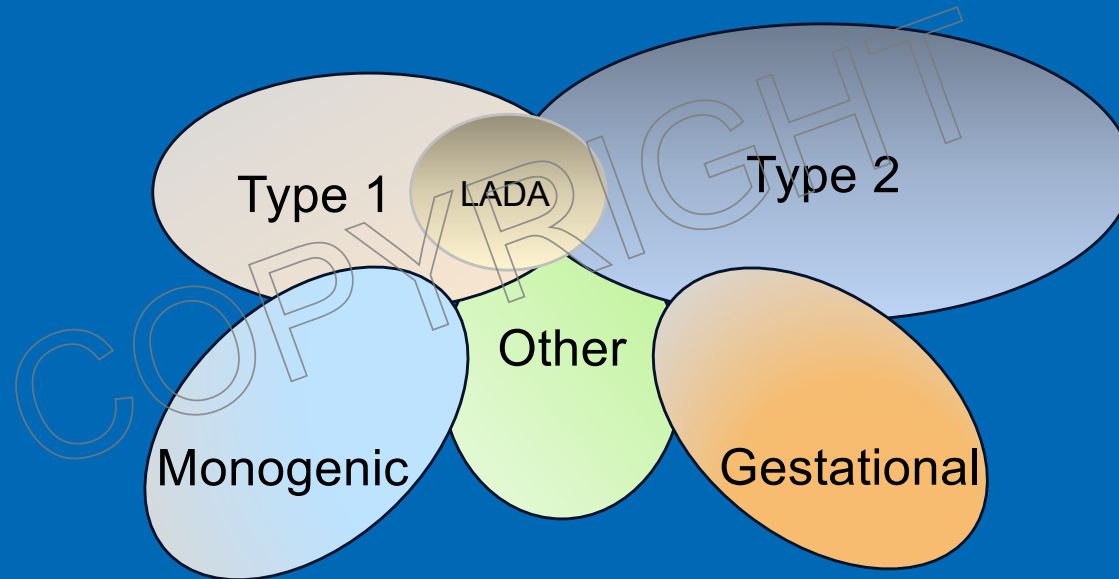 Type 1
LADA
Type 2
Other
Monogenic
Gestational
COPYRIGHT